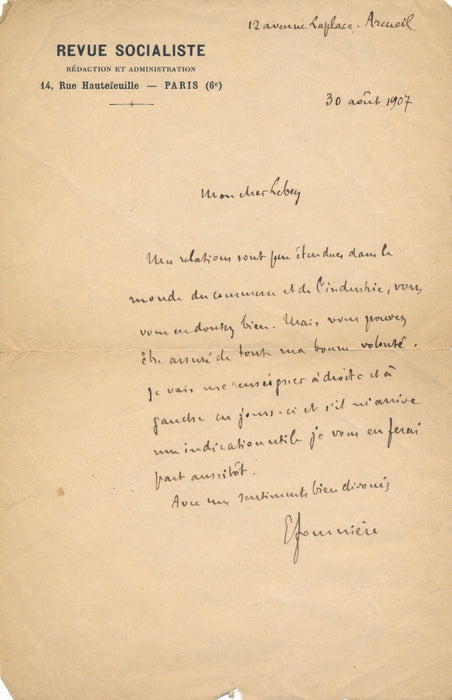 12 avenue Laplace. Arcueil
REVUE SOCIALISTE
RÉDACTION ET ADMINISTRATION
14, Rue Hautefeuille — PARIS (6e)
30 août 1907
Mon cher Lebey
Mes relations sont peu étendues dans le
monde du commerce et de l'industrie, vous
vous en doutez bien. Mais vous pouvez
être assuré de toute ma bonne volonté.
Je vais me renseigner à droite et à
gauche ces jours-ci et s'il m'arrive
une indication utile je vous en ferai
part aussitôt.
Avec mes sentiments bien dévoués
E fournière